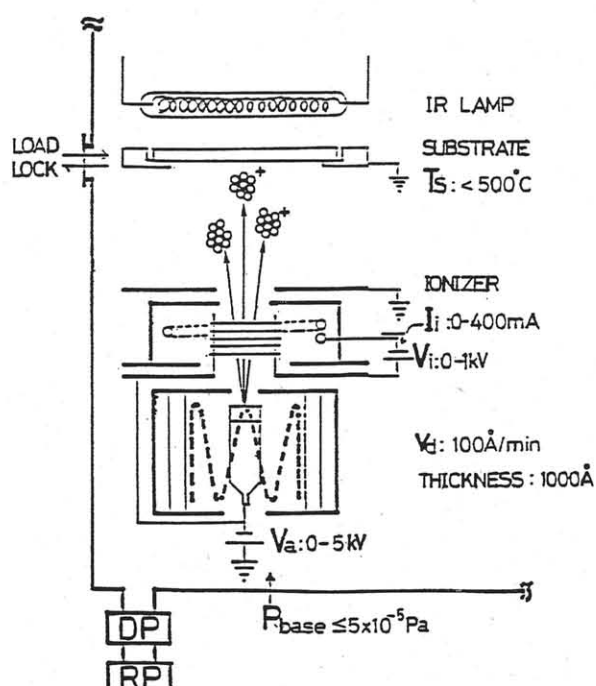 IR LAMP
LOAD
LOCK
SUBSTRATE
Ts: <500°C
+
+
IONIZER
Ii: 0-400mA
Vi: 0-1kV
Vd: 100Å/min
THICKNESS: 1000Å
Va: 0-5kV
Pbase ≤5x10⁻⁵Pa
DP
RP